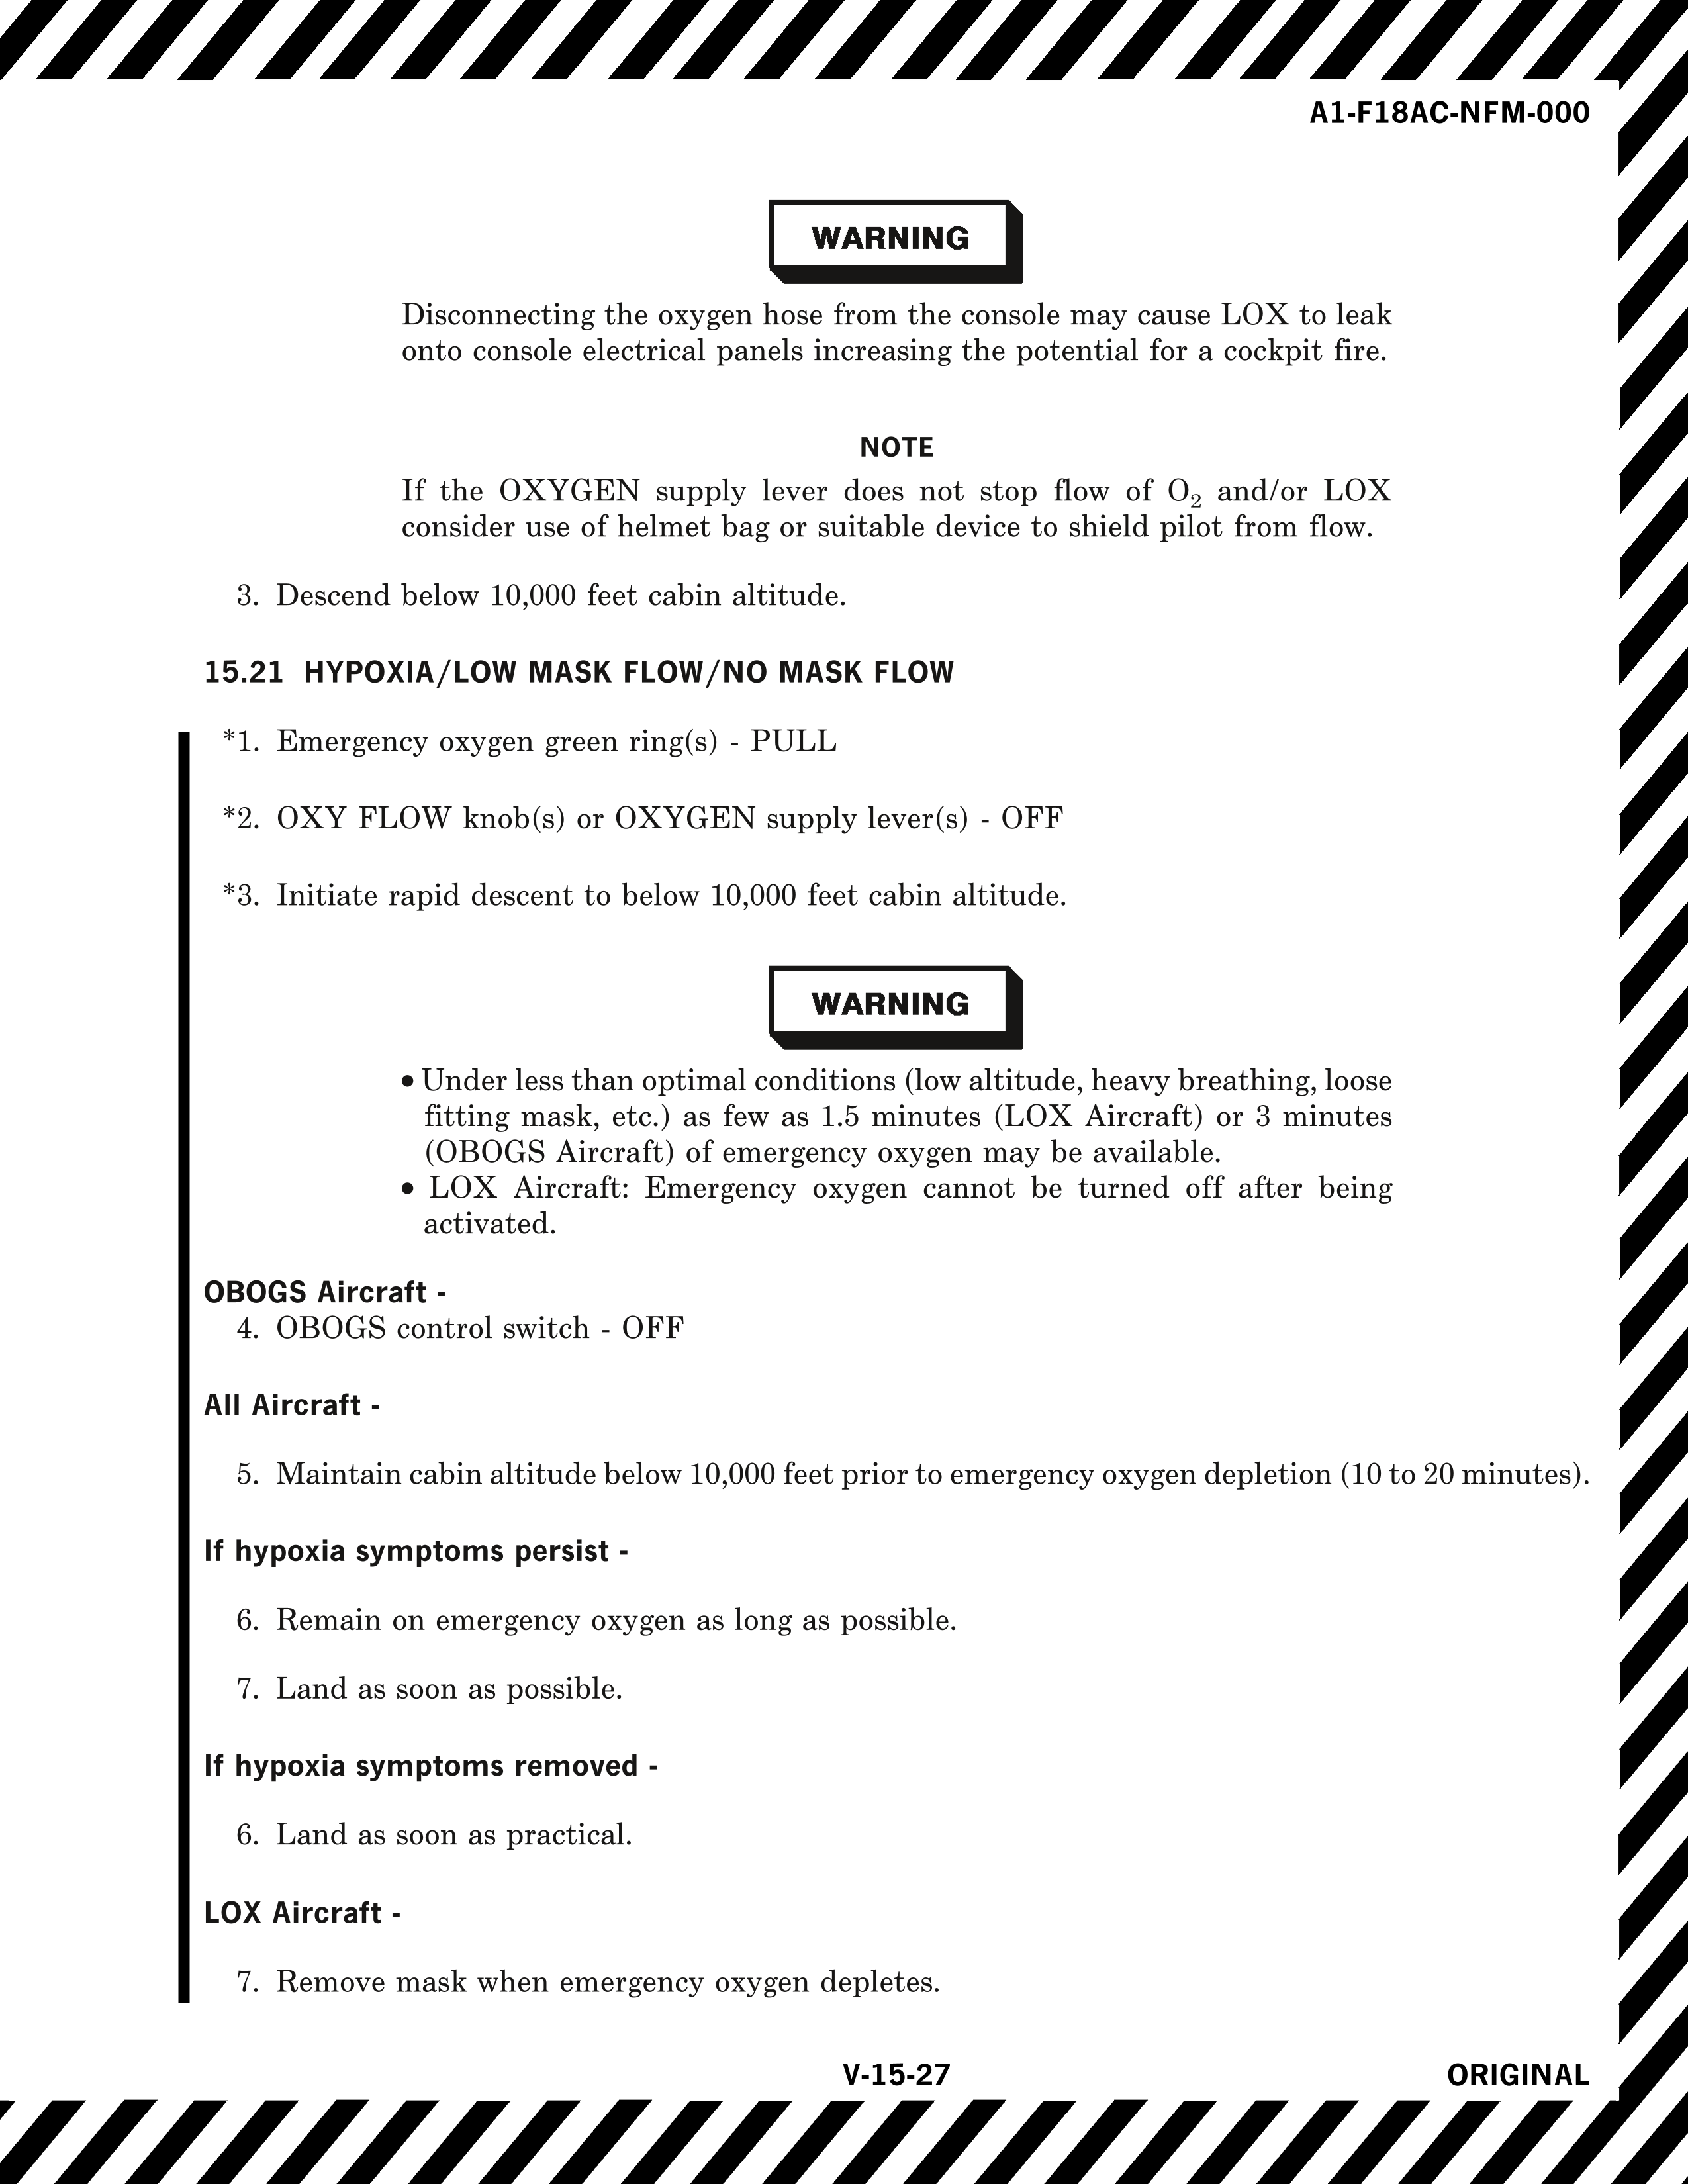 A1-F18AC-NFM-000
WARNING
Disconnecting the oxygen hose from the console may cause LOX to leak
onto console electrical panels increasing the potential for a cockpit fire.
NOTE
If the OXYGEN supply lever does not stop flow of O₂ and/or LOX
consider use of helmet bag or suitable device to shield pilot from flow.
3. Descend below 10,000 feet cabin altitude.
15.21 HYPOXIA/LOW MASK FLOW/NO MASK FLOW
*1. Emergency oxygen green ring(s) - PULL
*2. OXY FLOW knob(s) or OXYGEN supply lever(s) - OFF
*3. Initiate rapid descent to below 10,000 feet cabin altitude.
WARNING
● Under less than optimal conditions (low altitude, heavy breathing, loose
fitting mask, etc.) as few as 1.5 minutes (LOX Aircraft) or 3 minutes
(OBOGS Aircraft) of emergency oxygen may be available.
● LOX Aircraft: Emergency oxygen cannot be turned off after being
activated.
OBOGS Aircraft -
4. OBOGS control switch - OFF
All Aircraft -
5. Maintain cabin altitude below 10,000 feet prior to emergency oxygen depletion (10 to 20 minutes).
If hypoxia symptoms persist -
6. Remain on emergency oxygen as long as possible.
7. Land as soon as possible.
If hypoxia symptoms removed -
6. Land as soon as practical.
LOX Aircraft -
7. Remove mask when emergency oxygen depletes.
V-15-27
ORIGINAL